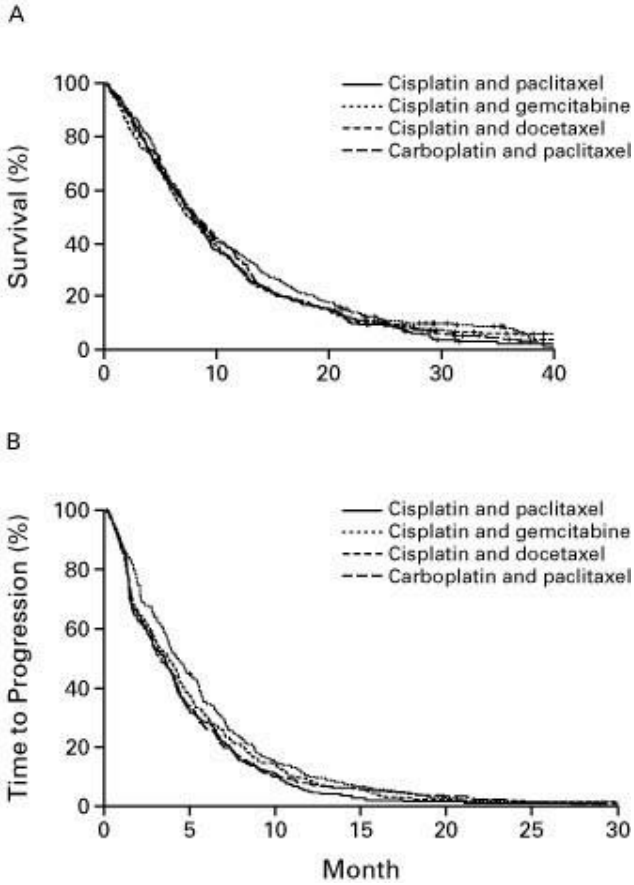 A
Survival (%)
100
80
60
40
20
0
0 10 20 30 40
Cisplatin and paclitaxel
Cisplatin and gemcitabine
Cisplatin and docetaxel
Carboplatin and paclitaxel
B
Time to Progression (%)
100
80
60
40
20
0
0 5 10 15 20 25 30
Cisplatin and paclitaxel
Cisplatin and gemcitabine
Cisplatin and docetaxel
Carboplatin and paclitaxel
Month